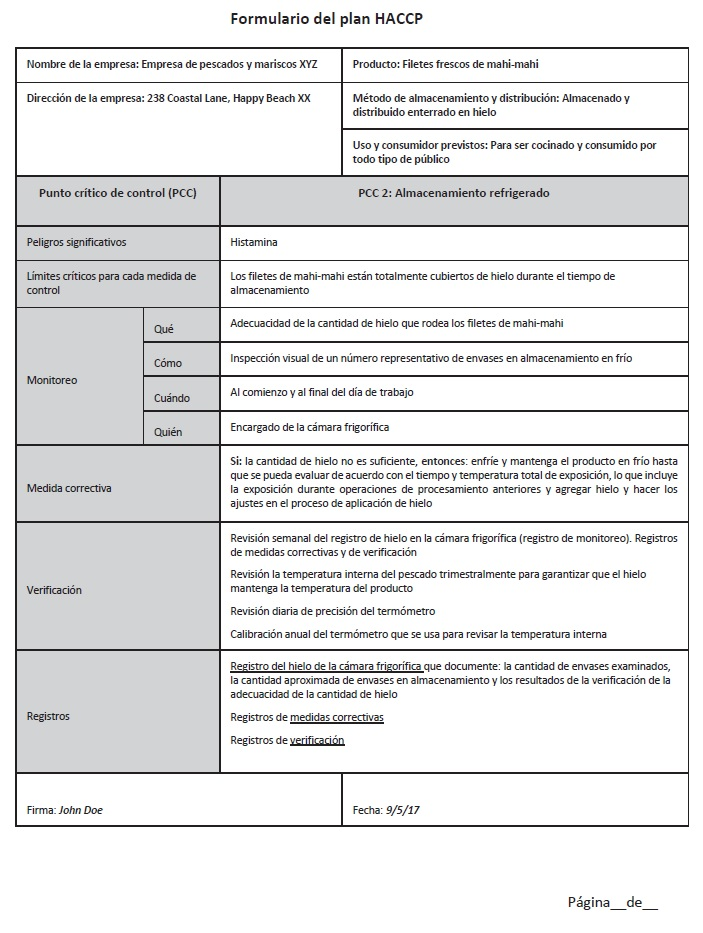 Formulario del plan HACCP
Nombre de la empresa: Empresa de pescados y mariscos XYZ
Producto: Filetes frescos de mahi-mahi
Dirección de la empresa: 238 Coastal Lane, Happy Beach XX
Método de almacenamiento y distribución: Almacenado y
distribuido enterrado en hielo
Uso y consumidor previstos: Para ser cocinado y consumido por
todo tipo de público
Punto crítico de control (PCC)
PCC 2: Almacenamiento refrigerado
Peligros significativos
Histamina
Límites críticos para cada medida de
control
Los filetes de mahi-mahi están totalmente cubiertos de hielo durante el tiempo de
almacenamiento
Monitoreo
Qué
Adecuacidad de la cantidad de hielo que rodea los filetes de mahi-mahi
Cómo
Inspección visual de un número representativo de envases en almacenamiento en frío
Cuándo
Al comienzo y al final del día de trabajo
Quién
Encargado de la cámara frigorífica
Medida correctiva
Si: la cantidad de hielo no es suficiente, entonces: enfríe y mantenga el producto en frío hasta
que se pueda evaluar de acuerdo con el tiempo y temperatura total de exposición, lo que incluye
la exposición durante operaciones de procesamiento anteriores y agregar hielo y hacer los
ajustes en el proceso de aplicación de hielo
Verificación
Revisión semanal del registro de hielo en la cámara frigorífica (registro de monitoreo). Registros
de medidas correctivas y de verificación
Revisión la temperatura interna del pescado trimestralmente para garantizar que el hielo
mantenga la temperatura del producto
Revisión diaria de precisión del termómetro
Calibración anual del termómetro que se usa para revisar la temperatura interna
Registros
Registro del hielo de la cámara frigorífica que documente: la cantidad de envases examinados,
la cantidad aproximada de envases en almacenamiento y los resultados de la verificación de la
adecuacidad de la cantidad de hielo
Registros de medidas correctivas
Registros de verificación
Firma: John Doe
Fecha: 9/5/17
Página__de__